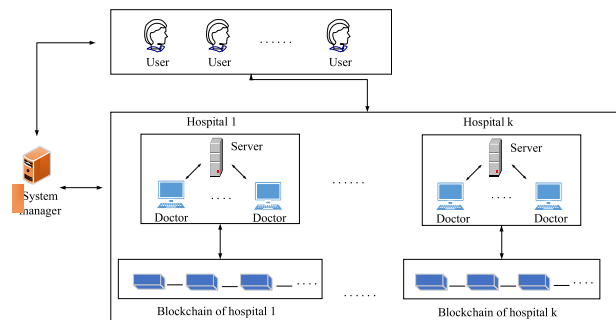 User
User
......
User
Hospital 1
Hospital k
Server
Server
......
....
....
Doctor
Doctor
Doctor
Doctor
System
manager
....
....
Blockchain of hospital 1
......
Blockchain of hospital k